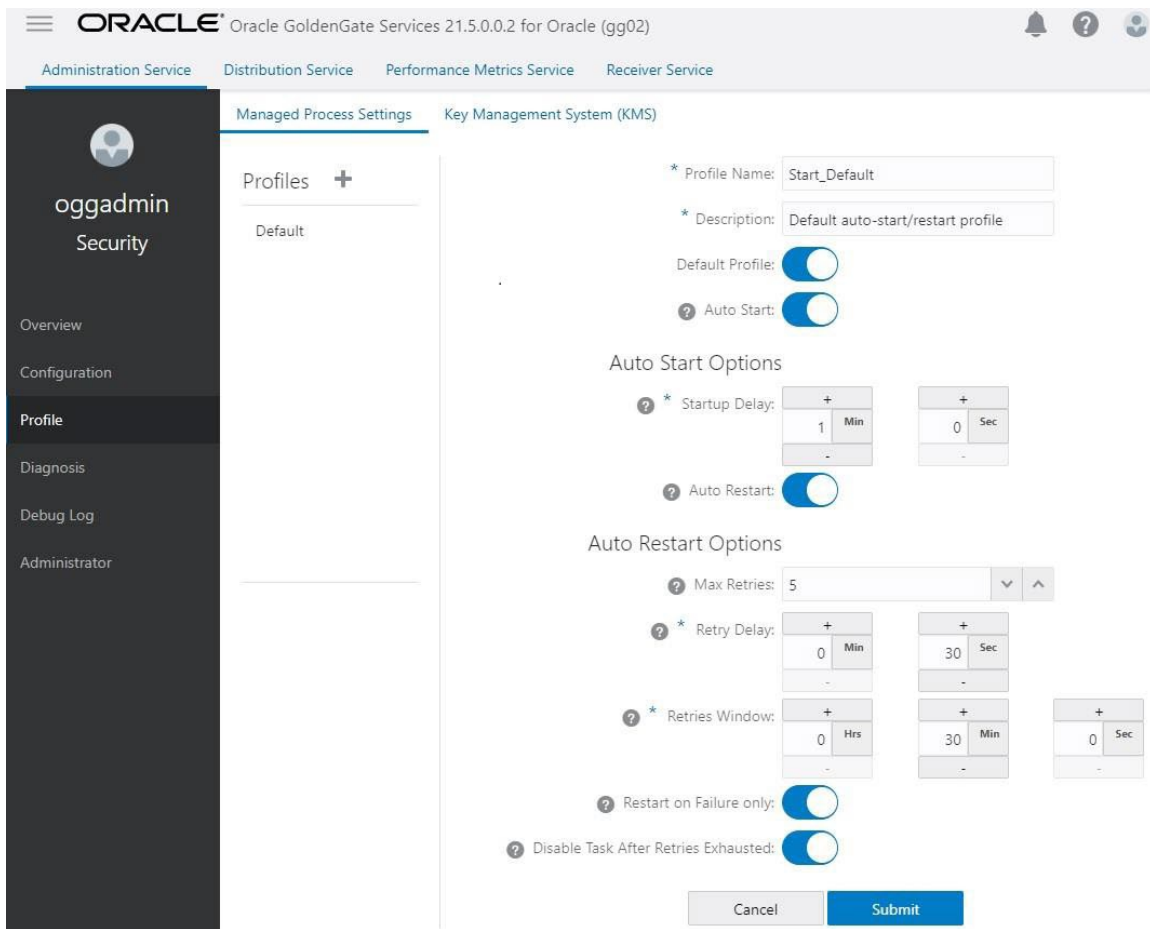 ORACLE Oracle GoldenGate Services 21.5.0.0.2 for Oracle (gg02)
Administration Service Distribution Service Performance Metrics Service Receiver Service
Managed Process Settings Key Management System (KMS)
oggadmin
Security
Overview
Configuration
Profile
Diagnosis
Debug Log
Administrator
Profiles +
Default
* Profile Name: Start_Default
* Description: Default auto-start/restart profile
Default Profile:
? Auto Start:
Auto Start Options
? * Startup Delay:
+ +
1 Min 0 Sec
- -
? Auto Restart:
Auto Restart Options
? Max Retries: 5
? * Retry Delay:
+ +
0 Min 30 Sec
- -
? * Retries Window:
+ + +
0 Hrs 30 Min 0 Sec
- - -
? Restart on Failure only:
? Disable Task After Retries Exhausted:
Cancel Submit